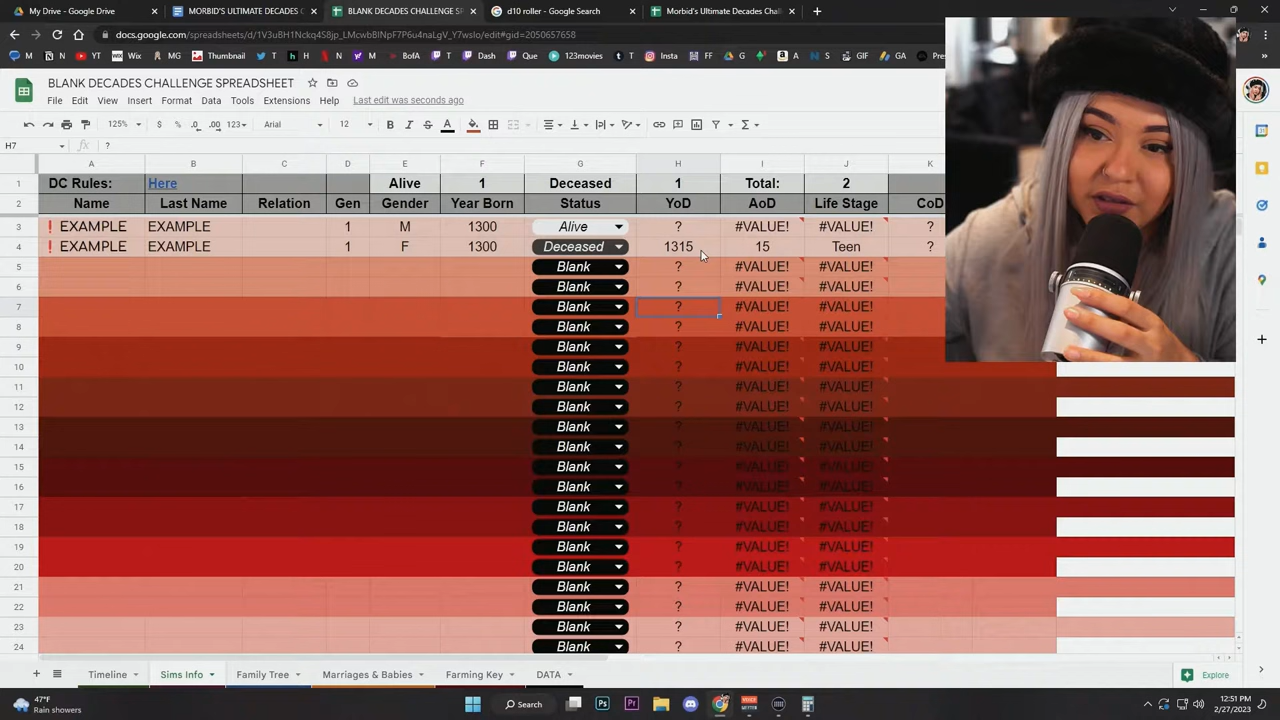 My Drive - Google Drive
MORBID'S ULTIMATE DECADES C
BLANK DECADES CHALLENGE SP
d10 roller - Google Search
Morbid's Ultimate Decades Chall
docs.google.com/spreadsheets/d/1V3uBH1Nckq4S8jp_LMcwbBINpF7P6u4naLgV_Y7wsIo/edit#gid=2050657658
Google
YT
Thumbnail
BofA
D+
Hulu
Que
123movies
SS
GIF
Amaz
BLANK DECADES CHALLENGE SPREADSHEET
File Edit View Insert Format Data Tools Extensions Help Last edit was seconds ago
125% $ % .0 .00 123 Arial 12 B I S A
H7 ?
A B C D E F G H I J K
1 DC Rules: Here Alive 1 Deceased 1 Total: 2
2 Name Last Name Relation Gen Gender Year Born Status YoD AoD Life Stage CoD
3 ❗EXAMPLE EXAMPLE 1 M 1300 Alive ? #VALUE! #VALUE! ?
4 ❗EXAMPLE EXAMPLE 1 F 1300 Deceased 1315 15 Teen ?
5 Blank ? #VALUE! #VALUE!
6 Blank ? #VALUE! #VALUE!
7 Blank ? #VALUE! #VALUE!
8 Blank ? #VALUE! #VALUE!
9 Blank ? #VALUE! #VALUE!
10 Blank ? #VALUE! #VALUE!
11 Blank ? #VALUE! #VALUE!
12 Blank ? #VALUE! #VALUE!
13 Blank ? #VALUE! #VALUE!
14 Blank ? #VALUE! #VALUE!
15 Blank ? #VALUE! #VALUE!
16 Blank ? #VALUE! #VALUE!
17 Blank ? #VALUE! #VALUE!
18 Blank ? #VALUE! #VALUE!
19 Blank ? #VALUE! #VALUE!
20 Blank ? #VALUE! #VALUE!
21 Blank ? #VALUE! #VALUE!
22 Blank ? #VALUE! #VALUE!
23 Blank ? #VALUE! #VALUE!
24 Blank ? #VALUE! #VALUE!
Timeline Sims Info Family Tree Marriages & Babies Farming Key DATA Explore
47°F
Rain showers
Search
12:51 PM
2/27/2023